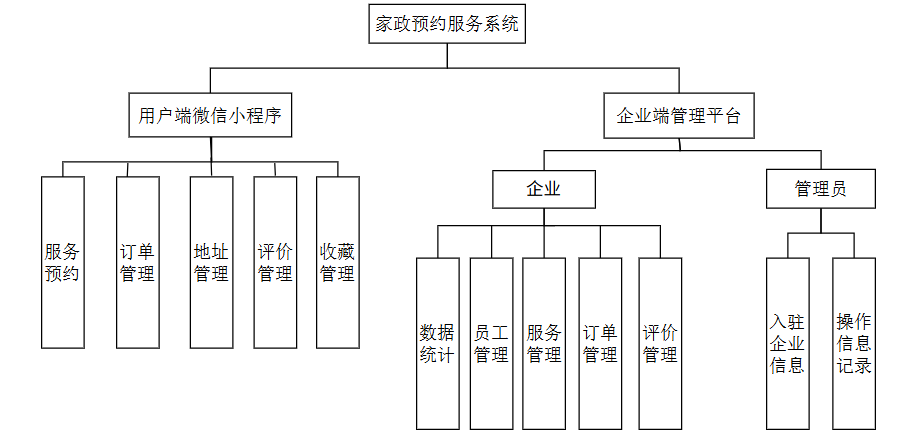 家政预约服务系统
用户端微信小程序
企业端管理平台
企业
管理员
服务
预约
订单
管理
地址
管理
评价
管理
收藏
管理
数据
统计
员工
管理
服务
管理
订单
管理
评价
管理
入驻
企业
信息
操作
信息
记录